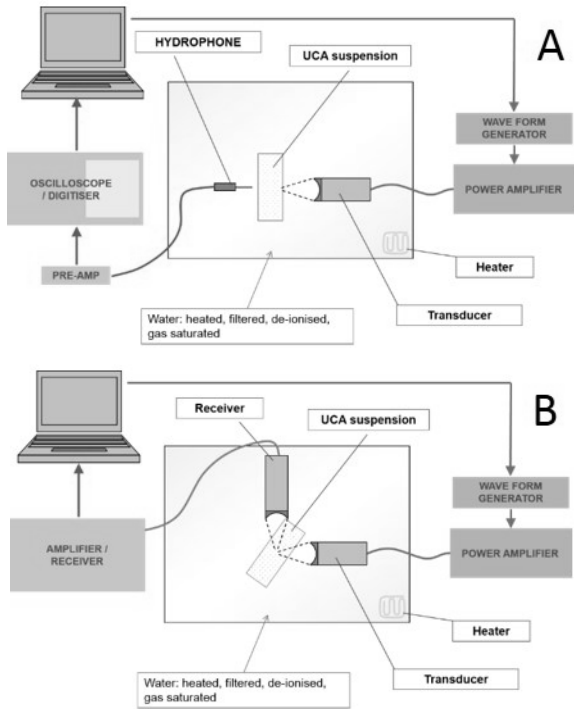 A
HYDROPHONE
UCA suspension
WAVE FORM
GENERATOR
OSCILLOSCOPE
/ DIGITISER
POWER AMPLIFIER
PRE-AMP
Heater
Water: heated, filtered, de-ionised,
gas saturated
Transducer
B
Receiver
UCA suspension
WAVE FORM
GENERATOR
AMPLIFIER /
RECEIVER
POWER AMPLIFIER
Heater
Water: heated, filtered, de-ionised,
gas saturated
Transducer